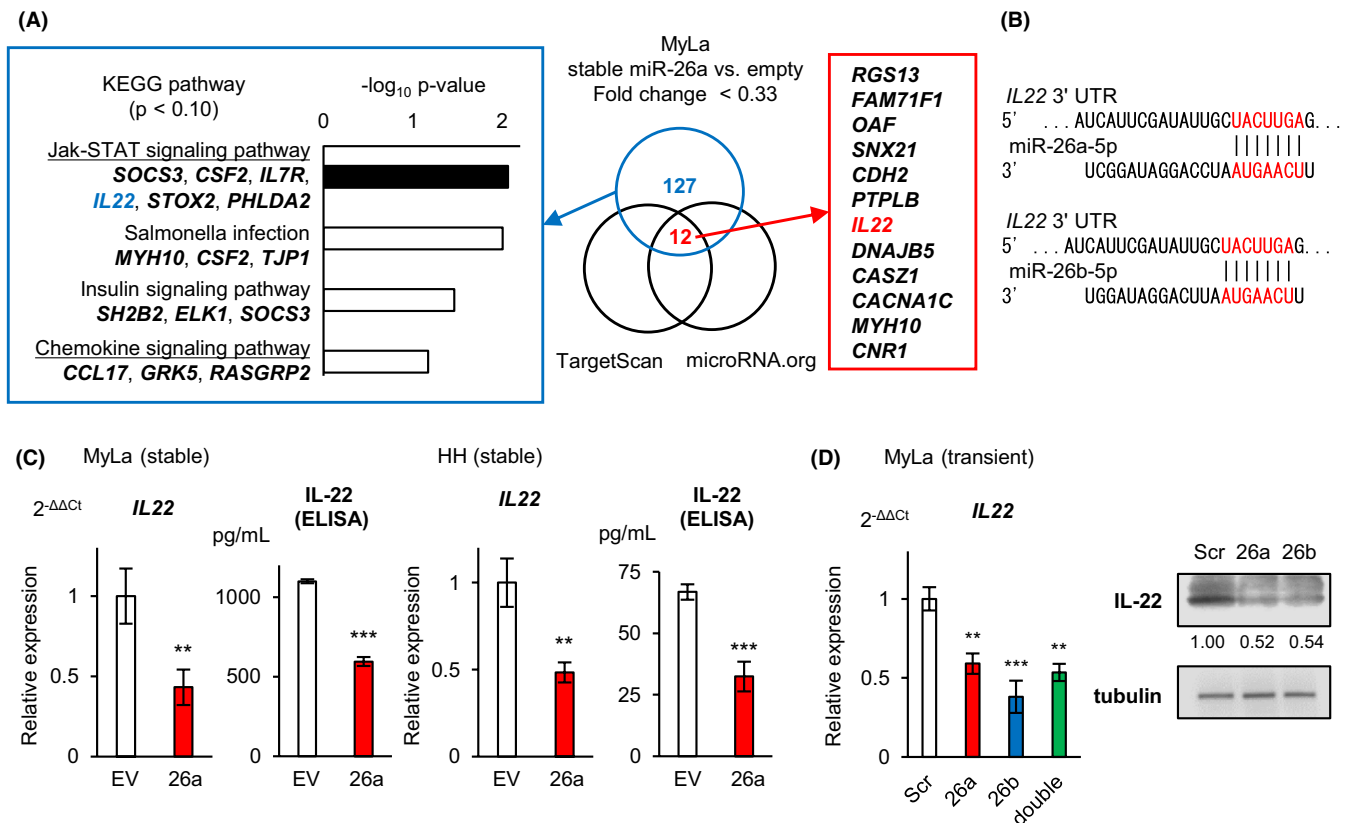 (A)
KEGG pathway
(p < 0.10)
-log10 p-value
0 1 2
Jak-STAT signaling pathway
SOCS3, CSF2, IL7R,
IL22, STOX2, PHLDA2
Salmonella infection
MYH10, CSF2, TJP1
Insulin signaling pathway
SH2B2, ELK1, SOCS3
Chemokine signaling pathway
CCL17, GRK5, RASGRP2
MyLa
stable miR-26a vs. empty
Fold change < 0.33
127
12
TargetScan microRNA.org
RGS13
FAM71F1
OAF
SNX21
CDH2
PTPLB
IL22
DNAJB5
CASZ1
CACNA1C
MYH10
CNR1
(B)
IL22 3' UTR
5' ...AUCAUUCGAUAUUGCUACUUGAG...
miR-26a-5p |||||||
3' UCGGAUAGGACCUAAUGAACUU
IL22 3' UTR
5' ...AUCAUUCGAUAUUGCUACUUGAG...
miR-26b-5p |||||||
3' UGGAUAGGACUUAAUGAACUU
(C) MyLa (stable)
2-ΔΔCt IL22
Relative expression
1
0.5
0
**
EV 26a
IL-22
(ELISA)
pg/mL
1000
500
0
***
EV 26a
HH (stable)
IL22
Relative expression
1
0.5
0
**
EV 26a
IL-22
(ELISA)
pg/mL
75
50
25
0
***
EV 26a
(D) MyLa (transient)
2-ΔΔCt IL22
Relative expression
1
0.5
0
** *** **
Scr 26a 26b double
Scr 26a 26b
IL-22
1.00 0.52 0.54
tubulin